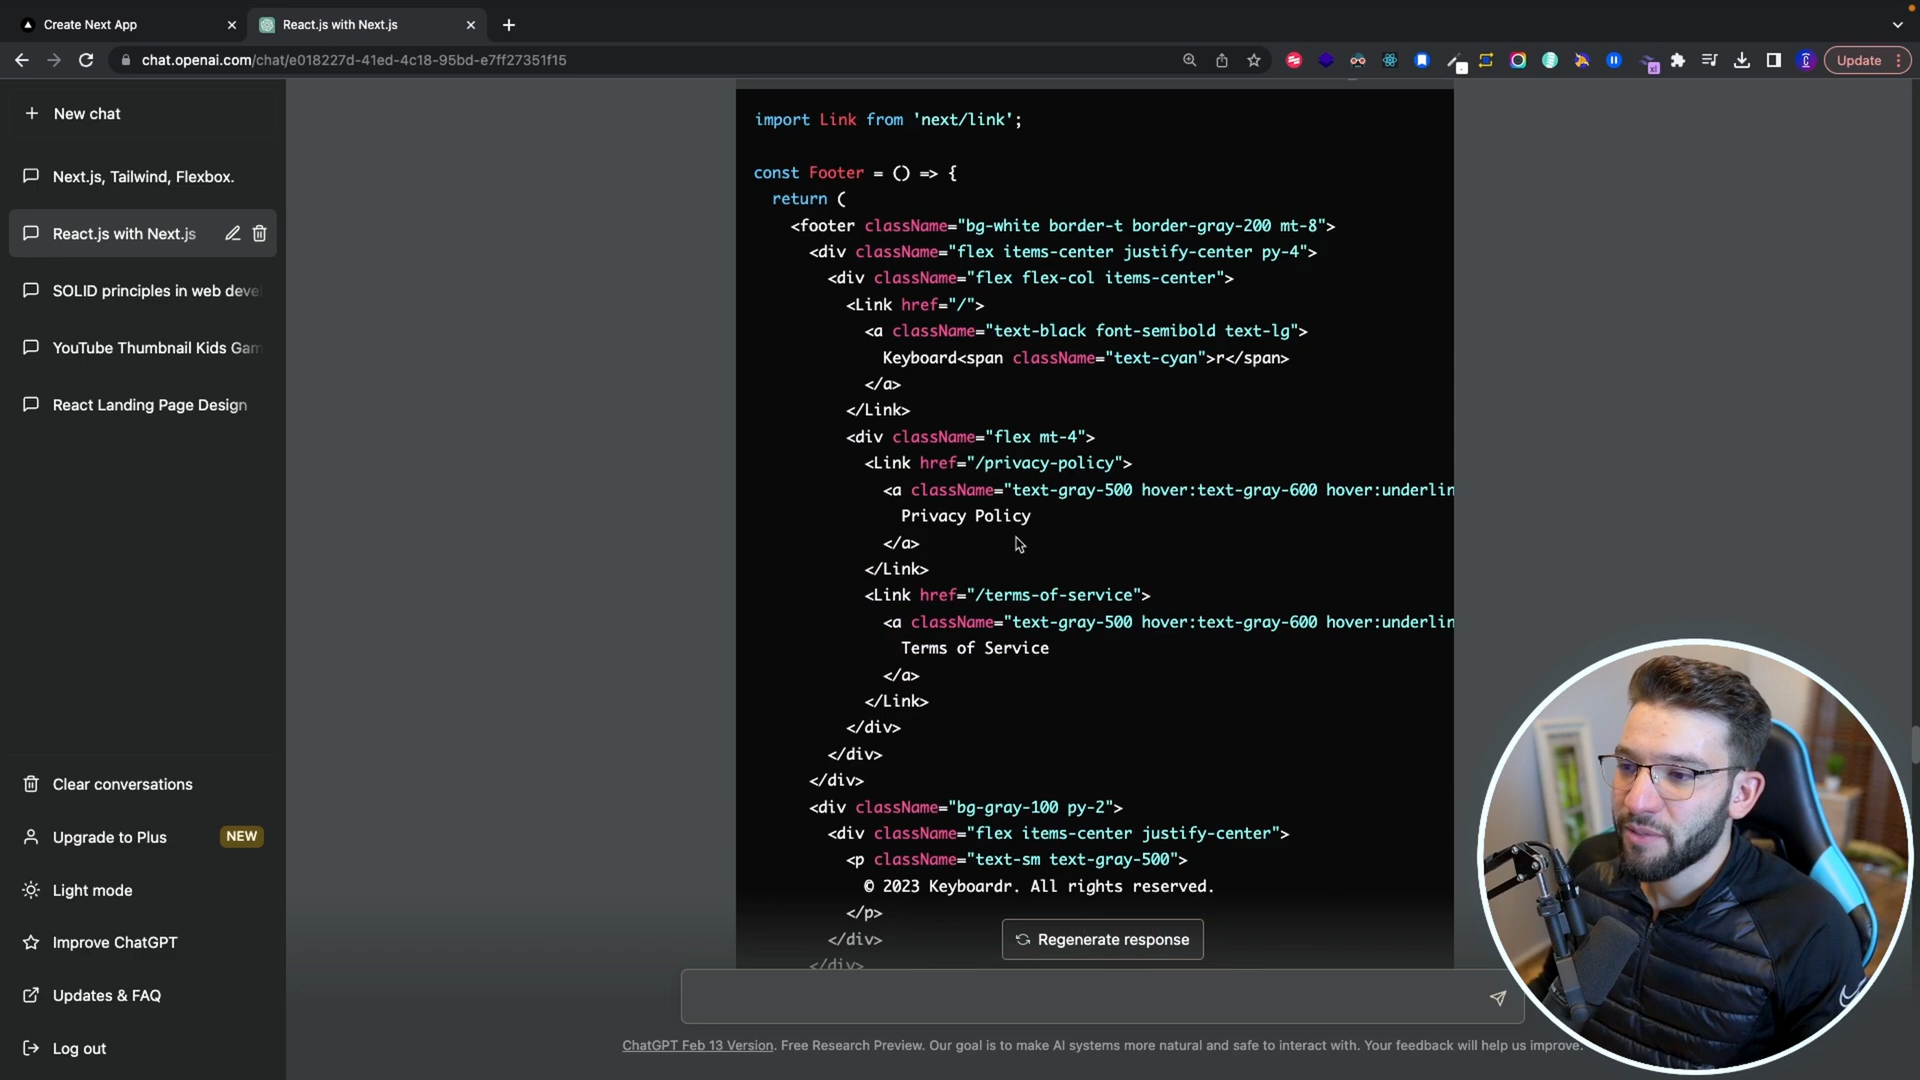 Create Next App
React.js with Next.js
chat.openai.com/chat/e018227d-41ed-4c18-95bd-e7ff27351f15
Update
New chat
Next.js, Tailwind, Flexbox.
React.js with Next.js
SOLID principles in web deve
YouTube Thumbnail Kids Gam
React Landing Page Design
Clear conversations
Upgrade to Plus NEW
Light mode
Improve ChatGPT
Updates & FAQ
Log out
import Link from 'next/link';
const Footer = () => {
return (
<footer className="bg-white border-t border-gray-200 mt-8">
<div className="flex items-center justify-center py-4">
<div className="flex flex-col items-center">
<Link href="/">
<a className="text-black font-semibold text-lg">
Keyboard<span className="text-cyan">r</span>
</a>
</Link>
<div className="flex mt-4">
<Link href="/privacy-policy">
<a className="text-gray-500 hover:text-gray-600 hover:underlin
Privacy Policy
</a>
</Link>
<Link href="/terms-of-service">
<a className="text-gray-500 hover:text-gray-600 hover:underlin
Terms of Service
</a>
</Link>
</div>
</div>
</div>
<div className="bg-gray-100 py-2">
<div className="flex items-center justify-center">
<p className="text-sm text-gray-500">
© 2023 Keyboardr. All rights reserved.
</p>
</div>
</div>
Regenerate response
ChatGPT Feb 13 Version. Free Research Preview. Our goal is to make AI systems more natural and safe to interact with. Your feedback will help us improve.